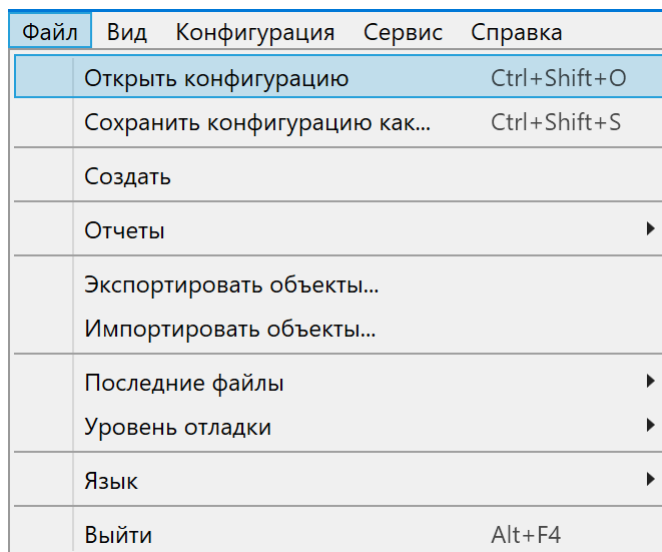 Файл Вид Конфигурация Сервис Справка
Открыть конфигурацию Ctrl+Shift+O
Сохранить конфигурацию как... Ctrl+Shift+S
Создать
Отчеты
Экспортировать объекты...
Импортировать объекты...
Последние файлы
Уровень отладки
Язык
Выйти Alt+F4